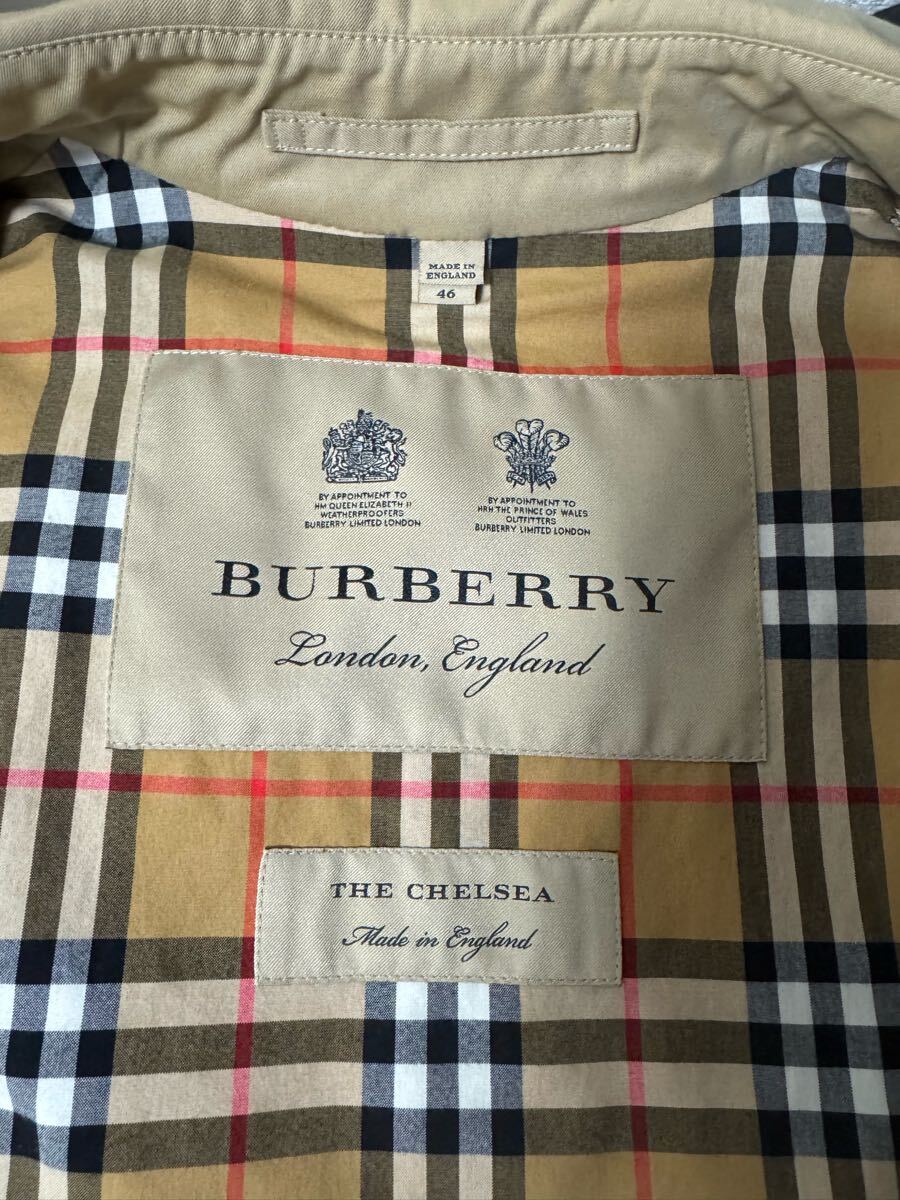 MADE IN
ENGLAND
46
BY APPOINTMENT TO
HM QUEEN ELIZABETH II
WEATHERPROOFERS
BURBERRY LIMITED LONDON
BY APPOINTMENT TO
HRH THE PRINCE OF WALES
OUTFITTERS
BURBERRY LIMITED LONDON
BURBERRY
London, England
THE CHELSEA
Made in England